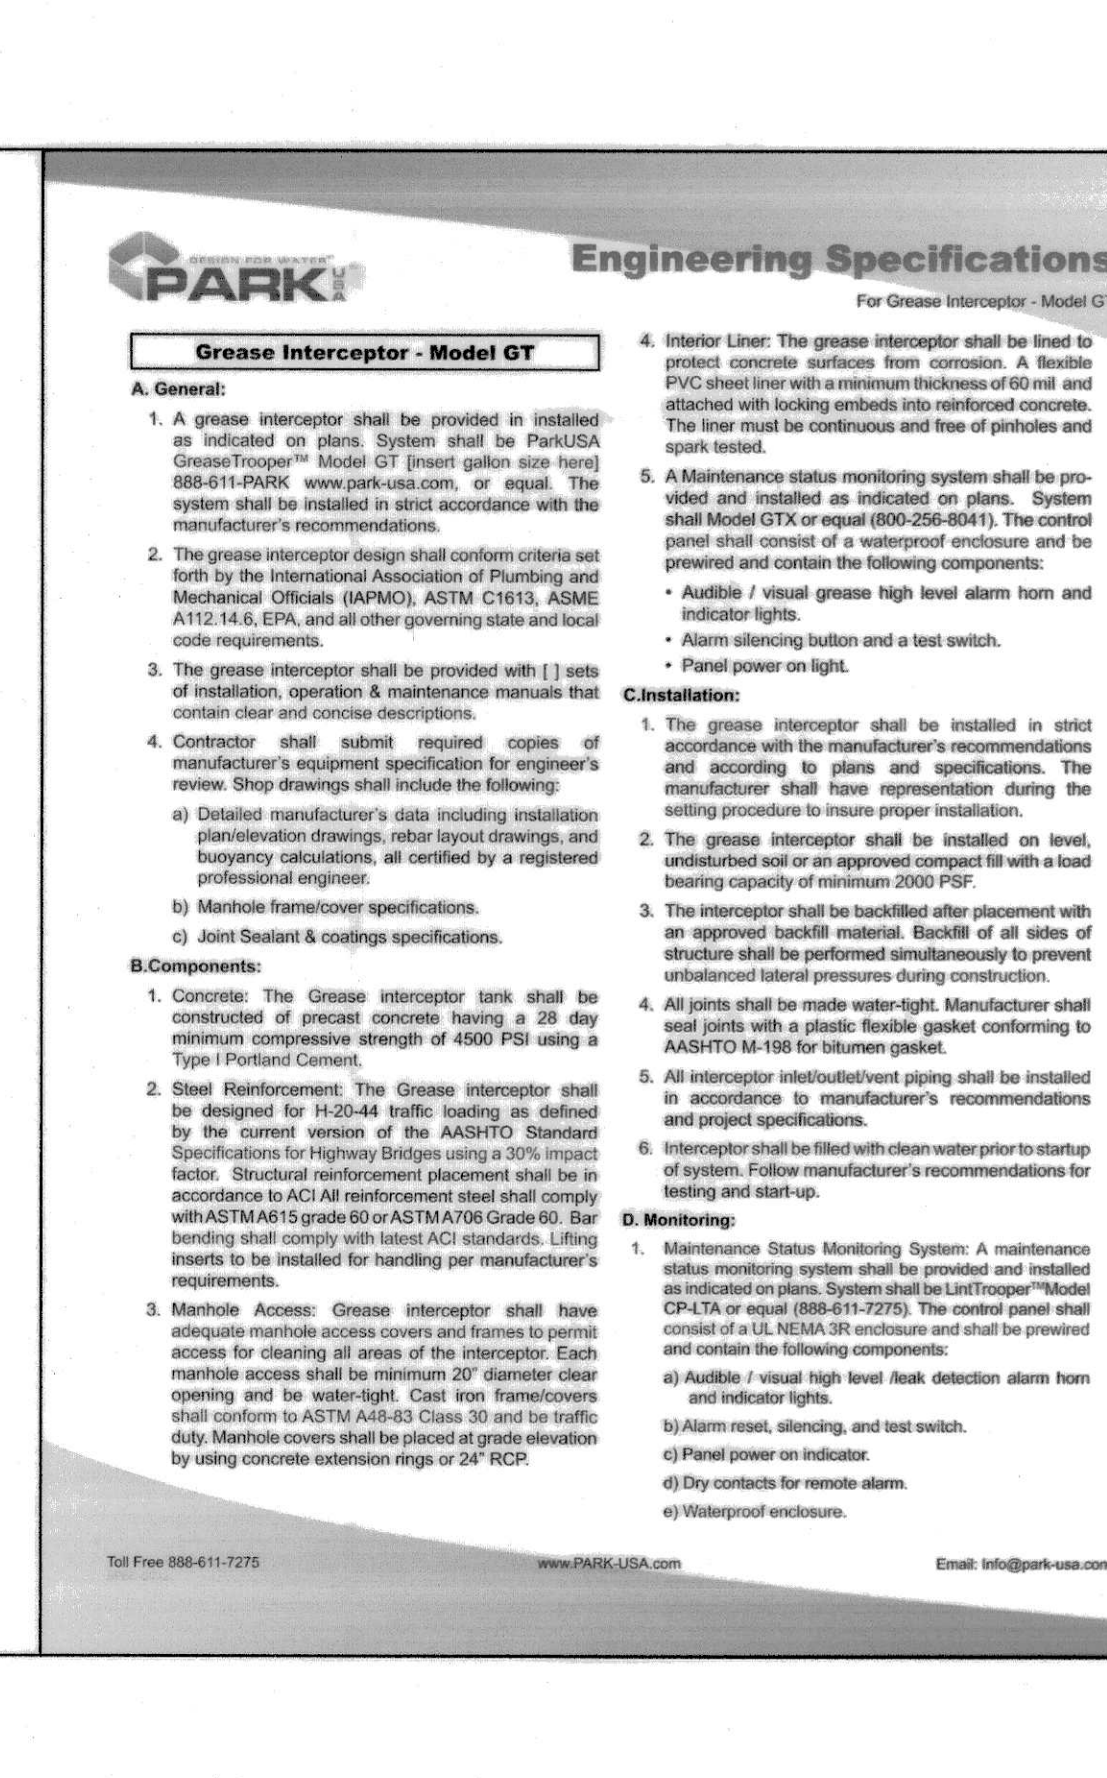 DESIGN FOR WATER™
PARK USA
Engineering Specifications
For Grease Interceptor - Model GT
Grease Interceptor - Model GT
A. General:
1. A grease interceptor shall be provided in installed
as indicated on plans. System shall be ParkUSA
GreaseTrooper™ Model GT [insert gallon size here]
888-611-PARK www.park-usa.com, or equal. The
system shall be installed in strict accordance with the
manufacturer's recommendations.
2. The grease interceptor design shall conform criteria set
forth by the International Association of Plumbing and
Mechanical Officials (IAPMO), ASTM C1613, ASME
A112.14.6, EPA, and all other governing state and local
code requirements.
3. The grease interceptor shall be provided with [ ] sets
of installation, operation & maintenance manuals that
contain clear and concise descriptions.
4. Contractor shall submit required copies of
manufacturer's equipment specification for engineer's
review. Shop drawings shall include the following:
a) Detailed manufacturer's data including installation
plan/elevation drawings, rebar layout drawings, and
buoyancy calculations, all certified by a registered
professional engineer.
b) Manhole frame/cover specifications.
c) Joint Sealant & coatings specifications.
B.Components:
1. Concrete: The Grease interceptor tank shall be
constructed of precast concrete having a 28 day
minimum compressive strength of 4500 PSI using a
Type I Portland Cement.
2. Steel Reinforcement: The Grease interceptor shall
be designed for H-20-44 traffic loading as defined
by the current version of the AASHTO Standard
Specifications for Highway Bridges using a 30% impact
factor. Structural reinforcement placement shall be in
accordance to ACI All reinforcement steel shall comply
with ASTM A615 grade 60 or ASTM A706 Grade 60. Bar
bending shall comply with latest ACI standards. Lifting
inserts to be installed for handling per manufacturer's
requirements.
3. Manhole Access: Grease interceptor shall have
adequate manhole access covers and frames to permit
access for cleaning all areas of the interceptor. Each
manhole access shall be minimum 20" diameter clear
opening and be water-tight. Cast iron frame/covers
shall conform to ASTM A48-83 Class 30 and be traffic
duty. Manhole covers shall be placed at grade elevation
by using concrete extension rings or 24" RCP.
4. Interior Liner: The grease interceptor shall be lined to
protect concrete surfaces from corrosion. A flexible
PVC sheet liner with a minimum thickness of 60 mil and
attached with locking embeds into reinforced concrete.
The liner must be continuous and free of pinholes and
spark tested.
5. A Maintenance status monitoring system shall be pro-
vided and installed as indicated on plans. System
shall Model GTX or equal (800-256-8041). The control
panel shall consist of a waterproof enclosure and be
prewired and contain the following components:
• Audible / visual grease high level alarm horn and
indicator lights.
• Alarm silencing button and a test switch.
• Panel power on light.
C.Installation:
1. The grease interceptor shall be installed in strict
accordance with the manufacturer's recommendations
and according to plans and specifications. The
manufacturer shall have representation during the
setting procedure to insure proper installation.
2. The grease interceptor shall be installed on level,
undisturbed soil or an approved compact fill with a load
bearing capacity of minimum 2000 PSF.
3. The interceptor shall be backfilled after placement with
an approved backfill material. Backfill of all sides of
structure shall be performed simultaneously to prevent
unbalanced lateral pressures during construction.
4. All joints shall be made water-tight. Manufacturer shall
seal joints with a plastic flexible gasket conforming to
AASHTO M-198 for bitumen gasket.
5. All interceptor inlet/outlet/vent piping shall be installed
in accordance to manufacturer's recommendations
and project specifications.
6. Interceptor shall be filled with clean water prior to startup
of system. Follow manufacturer's recommendations for
testing and start-up.
D. Monitoring:
1. Maintenance Status Monitoring System: A maintenance
status monitoring system shall be provided and installed
as indicated on plans. System shall be LintTrooper™Model
CP-LTA or equal (888-611-7275). The control panel shall
consist of a UL NEMA 3R enclosure and shall be prewired
and contain the following components:
a) Audible / visual high level /leak detection alarm horn
and indicator lights.
b) Alarm reset, silencing, and test switch.
c) Panel power on indicator.
d) Dry contacts for remote alarm.
e) Waterproof enclosure.
Toll Free 888-611-7275
www.PARK-USA.com
Email: Info@park-usa.com